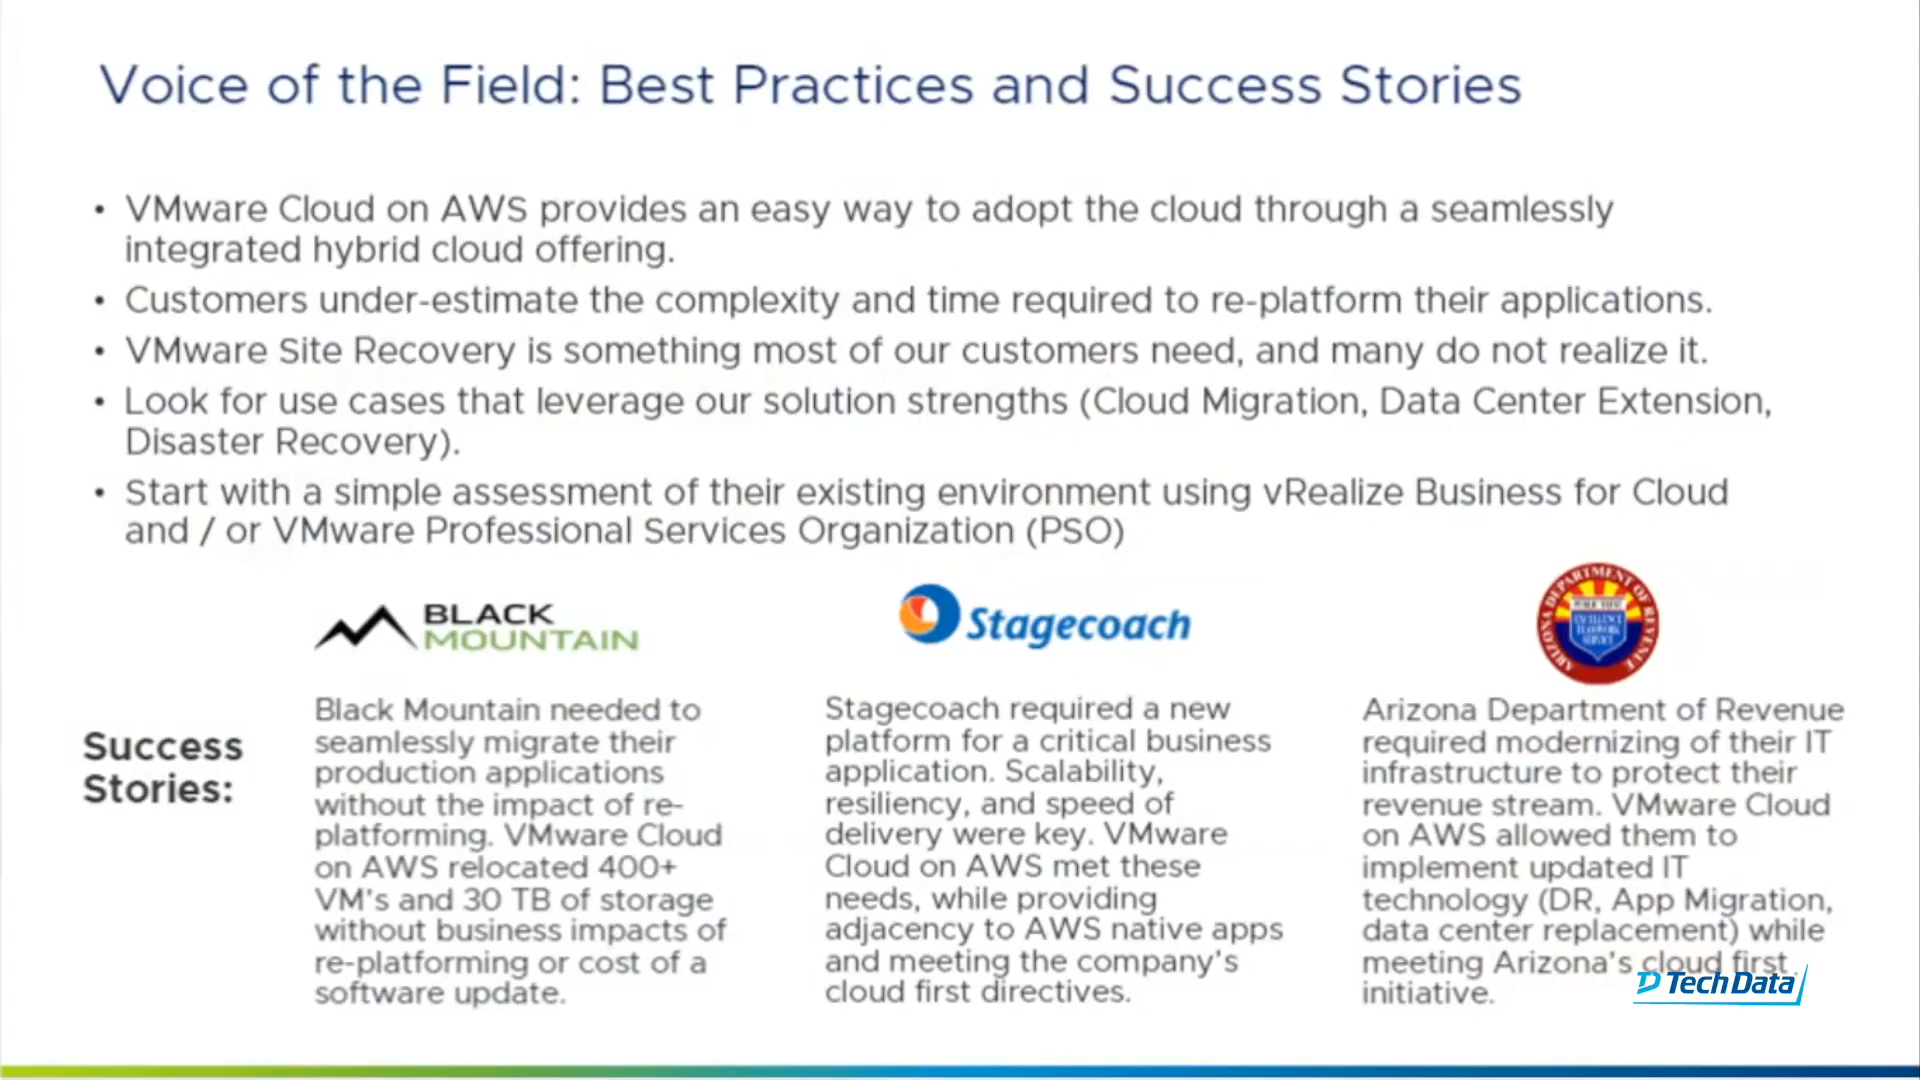 Voice of the Field: Best Practices and Success Stories
• VMware Cloud on AWS provides an easy way to adopt the cloud through a seamlessly
integrated hybrid cloud offering.
• Customers under-estimate the complexity and time required to re-platform their applications.
• VMware Site Recovery is something most of our customers need, and many do not realize it.
• Look for use cases that leverage our solution strengths (Cloud Migration, Data Center Extension,
Disaster Recovery).
• Start with a simple assessment of their existing environment using vRealize Business for Cloud
and / or VMware Professional Services Organization (PSO)
Success
Stories:
BLACK
MOUNTAIN
Black Mountain needed to
seamlessly migrate their
production applications
without the impact of re-
platforming. VMware Cloud
on AWS relocated 400+
VM's and 30 TB of storage
without business impacts of
re-platforming or cost of a
software update.
Stagecoach
Stagecoach required a new
platform for a critical business
application. Scalability,
resiliency, and speed of
delivery were key. VMware
Cloud on AWS met these
needs, while providing
adjacency to AWS native apps
and meeting the company's
cloud first directives.
ARIZONA DEPARTMENT OF REVENUE
EXCELLENCE
TEAMWORK
SERVICE
Arizona Department of Revenue
required modernizing of their IT
infrastructure to protect their
revenue stream. VMware Cloud
on AWS allowed them to
implement updated IT
technology (DR, App Migration,
data center replacement) while
meeting Arizona's cloud first
initiative.
Tech Data